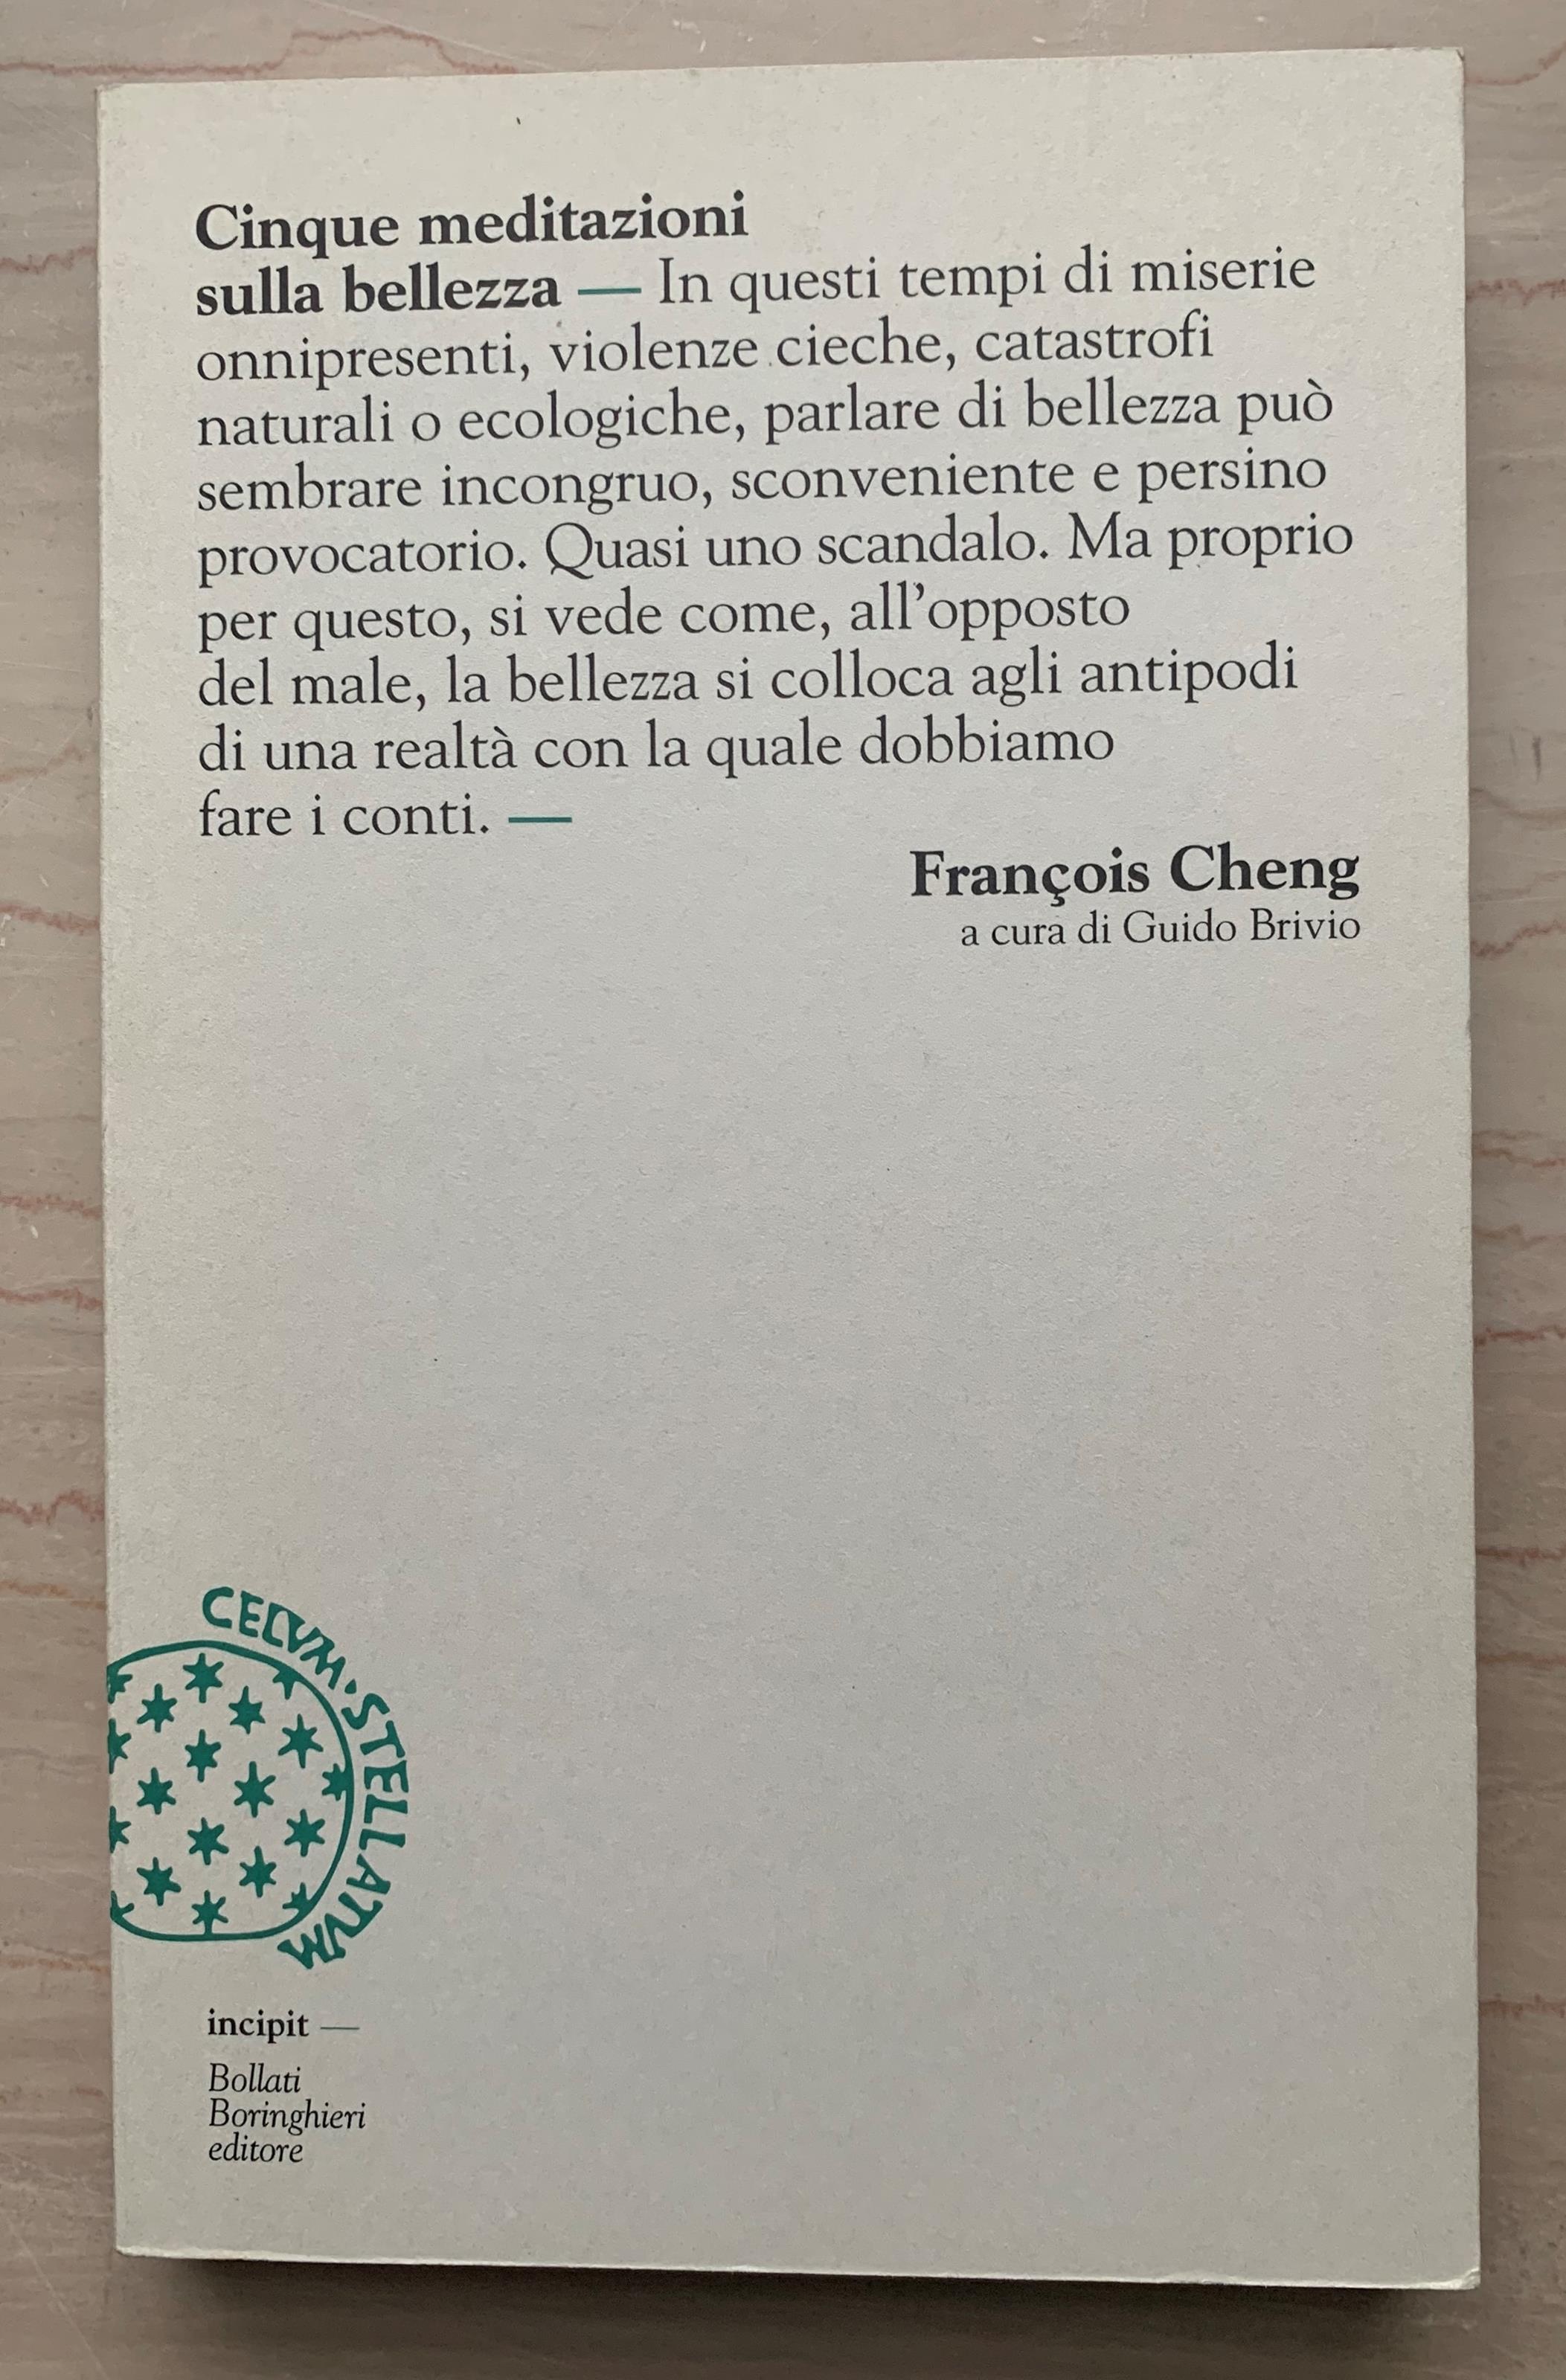 Cinque meditazioni
sulla bellezza — In questi tempi di miserie
onnipresenti, violenze cieche, catastrofi
naturali o ecologiche, parlare di bellezza può
sembrare incongruo, sconveniente e persino
provocatorio. Quasi uno scandalo. Ma proprio
per questo, si vede come, all’opposto
del male, la bellezza si colloca agli antipodi
di una realtà con la quale dobbiamo
fare i conti. —
François Cheng
a cura di Guido Brivio
CELVM·STELLATVM
incipit —
Bollati
Boringhieri
editore